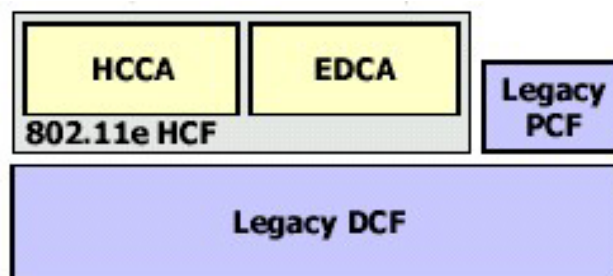 HCCA
EDCA
802.11e HCF
Legacy
PCF
Legacy DCF